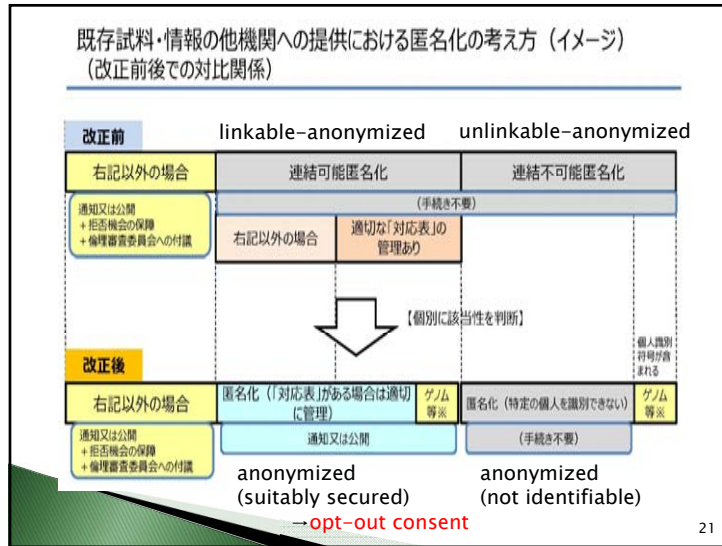 既存試料・情報の他機関への提供における匿名化の考え方（イメージ）
（改正前後での対比関係）
改正前
linkable-anonymized
unlinkable-anonymized
右記以外の場合
連結可能匿名化
連結不可能匿名化
通知又は公開
＋拒否機会の保障
＋倫理審査委員会への付議
(手続き不要)
右記以外の場合
適切な「対応表」の
管理あり
【個別に該当性を判断】
個人識別
符号が含
まれる
改正後
右記以外の場合
匿名化（「対応表」がある場合は適切
に管理）
ゲノム
等※
匿名化（特定の個人を識別できない）
ゲノム
等※
通知又は公開
＋拒否機会の保障
＋倫理審査委員会への付議
通知又は公開
(手続き不要)
anonymized
(suitably secured)
→opt-out consent
anonymized
(not identifiable)
21